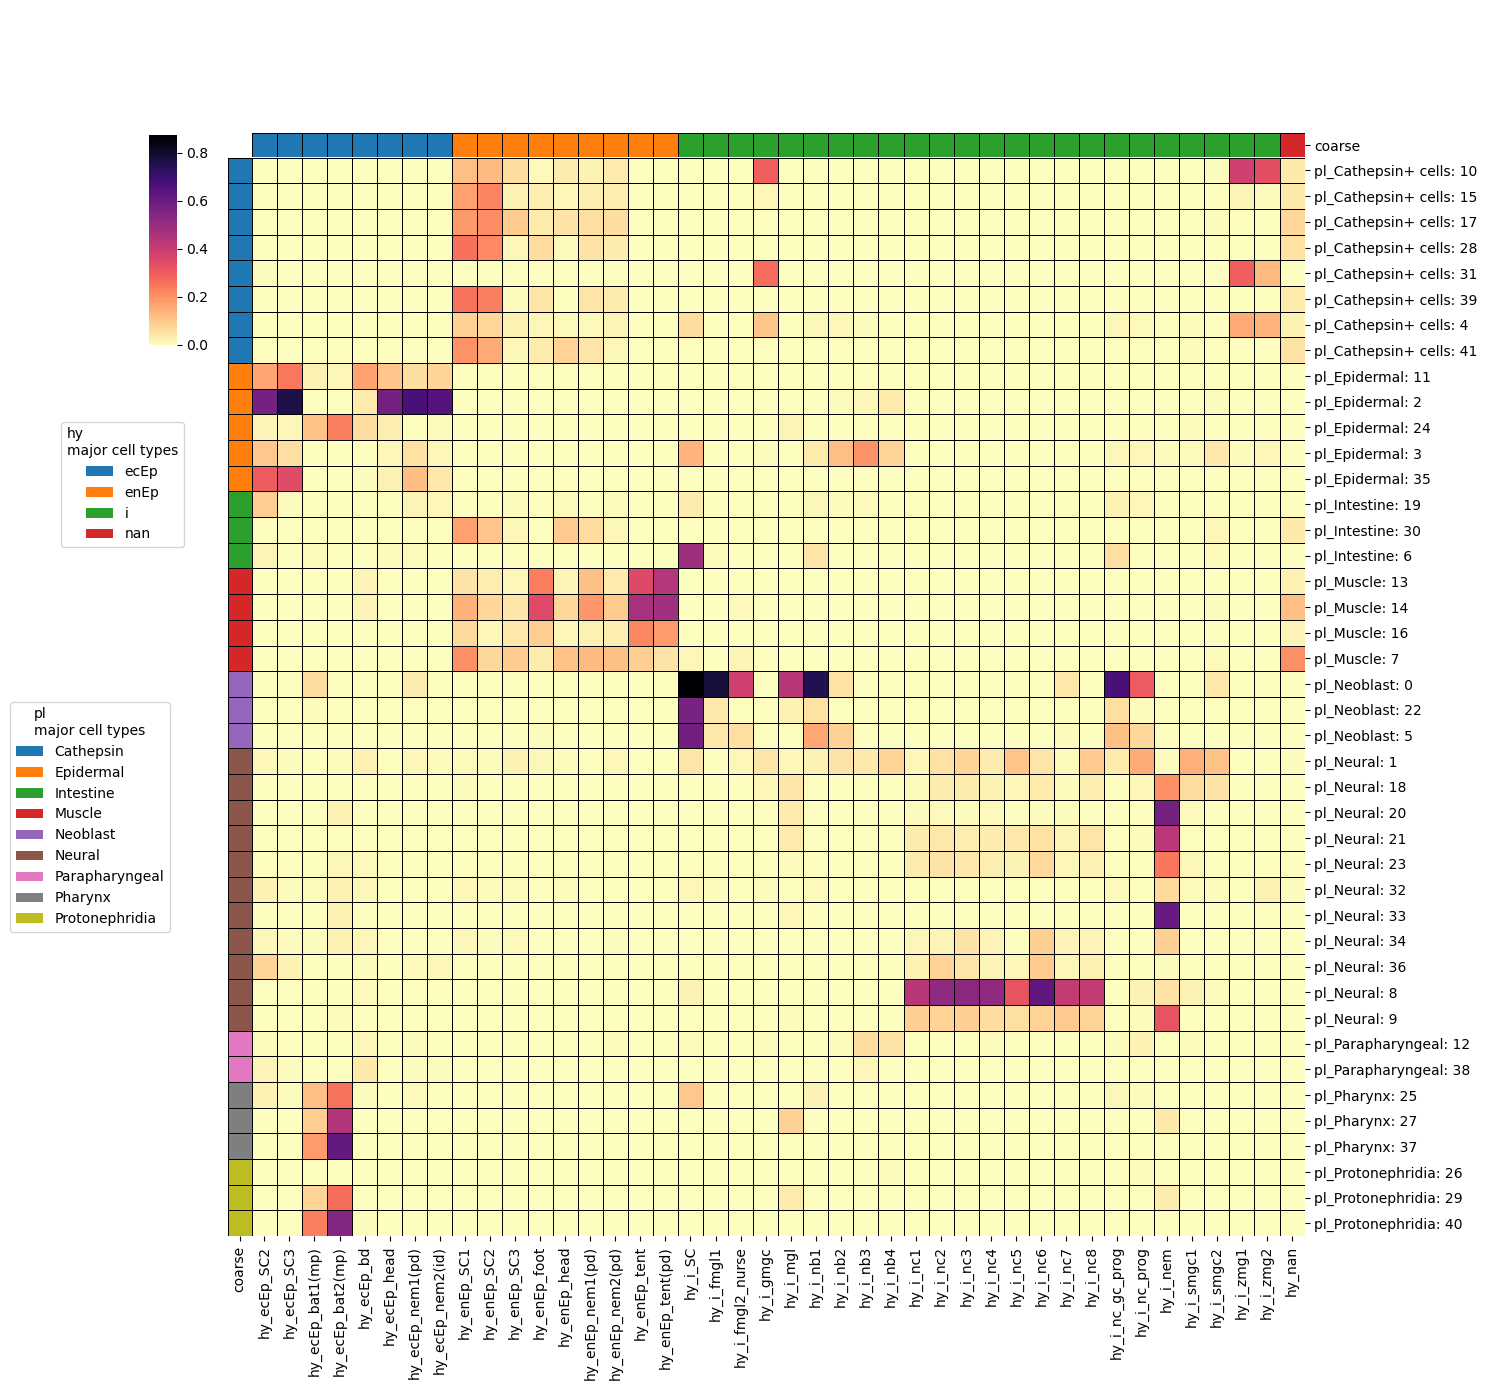 coarse
0.8
0.6
0.4
0.2
0.0
pl_Cathepsin+ cells: 10
pl_Cathepsin+ cells: 15
pl_Cathepsin+ cells: 17
pl_Cathepsin+ cells: 28
pl_Cathepsin+ cells: 31
pl_Cathepsin+ cells: 39
pl_Cathepsin+ cells: 4
pl_Cathepsin+ cells: 41
pl_Epidermal: 11
pl_Epidermal: 2
pl_Epidermal: 24
pl_Epidermal: 3
pl_Epidermal: 35
pl_Intestine: 19
pl_Intestine: 30
pl_Intestine: 6
pl_Muscle: 13
pl_Muscle: 14
pl_Muscle: 16
pl_Muscle: 7
pl_Neoblast: 0
pl_Neoblast: 22
pl_Neoblast: 5
pl_Neural: 1
pl_Neural: 18
pl_Neural: 20
pl_Neural: 21
pl_Neural: 23
pl_Neural: 32
pl_Neural: 33
pl_Neural: 34
pl_Neural: 36
pl_Neural: 8
pl_Neural: 9
pl_Parapharyngeal: 12
pl_Parapharyngeal: 38
pl_Pharynx: 25
pl_Pharynx: 27
pl_Pharynx: 37
pl_Protonephridia: 26
pl_Protonephridia: 29
pl_Protonephridia: 40
hy
major cell types
ecEp
enEp
i
nan
pl
major cell types
Cathepsin
Epidermal
Intestine
Muscle
Neoblast
Neural
Parapharyngeal
Pharynx
Protonephridia
coarse
hy_ecEp_SC2
hy_ecEp_SC3
hy_ecEp_bat1(mp)
hy_ecEp_bat2(mp)
hy_ecEp_bd
hy_ecEp_head
hy_ecEp_nem1(pd)
hy_ecEp_nem2(id)
hy_enEp_SC1
hy_enEp_SC2
hy_enEp_SC3
hy_enEp_foot
hy_enEp_head
hy_enEp_nem1(pd)
hy_enEp_nem2(pd)
hy_enEp_tent
hy_enEp_tent(pd)
hy_i_SC
hy_i_fmgl1
hy_i_fmgl2_nurse
hy_i_gmgc
hy_i_mgl
hy_i_nb1
hy_i_nb2
hy_i_nb3
hy_i_nb4
hy_i_nc1
hy_i_nc2
hy_i_nc3
hy_i_nc4
hy_i_nc5
hy_i_nc6
hy_i_nc7
hy_i_nc8
hy_i_nc_gc_prog
hy_i_nc_prog
hy_i_nem
hy_i_smgc1
hy_i_smgc2
hy_i_zmg1
hy_i_zmg2
hy_nan